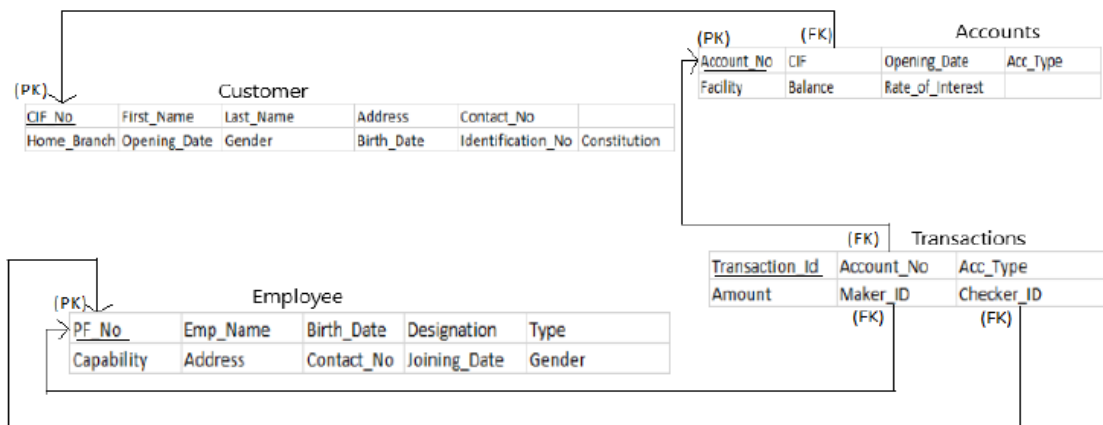 (PK) (FK) Accounts
Account_No CIF Opening_Date Acc_Type
Facility Balance Rate_of_Interest
(PK) Customer
CIF_No First_Name Last_Name Address Contact_No
Home_Branch Opening_Date Gender Birth_Date Identification_No Constitution
(FK) Transactions
Transaction_Id Account_No Acc_Type
Amount Maker_ID Checker_ID
(FK) (FK)
(PK) Employee
PF_No Emp_Name Birth_Date Designation Type
Capability Address Contact_No Joining_Date Gender